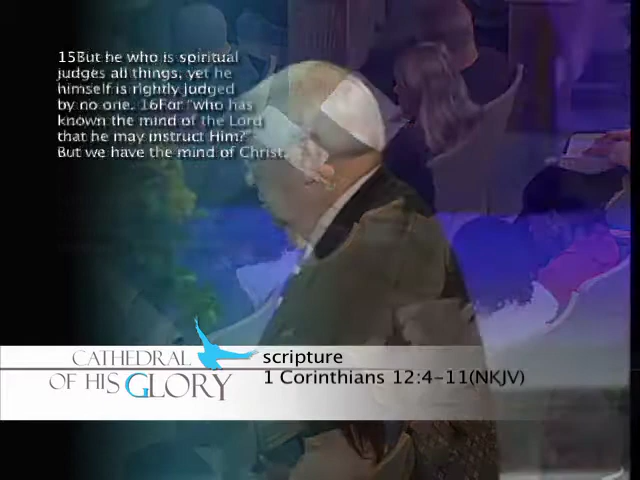 15But he who is spiritual
judges all things, yet he
himself is rightly judged
by no one. 16For "who has
known the mind of the Lord
that he may instruct Him?"
But we have the mind of Christ.
CATHEDRAL
OF HIS GLORY
scripture
1 Corinthians 12:4-11(NKJV)